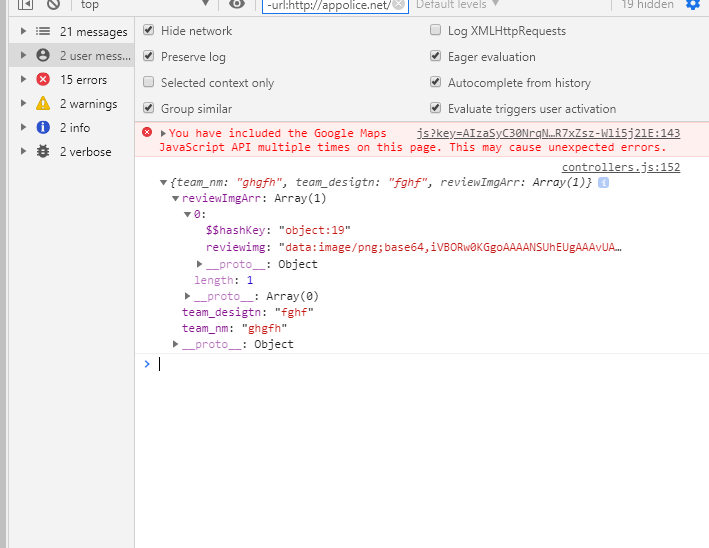 top
-url:http://appolice.net/
Default levels
19 hidden
21 messages
2 user mess...
15 errors
2 warnings
2 info
2 verbose
Hide network
Log XMLHttpRequests
Preserve log
Eager evaluation
Selected context only
Autocomplete from history
Group similar
Evaluate triggers user activation
You have included the Google Maps js?key=AIzaSyC30NrqN…R7xZsz-Wli5j2lE:143
JavaScript API multiple times on this page. This may cause unexpected errors.
controllers.js:152
{team_nm: "ghgfh", team_designtn: "fghf", reviewImgArr: Array(1)}
reviewImgArr: Array(1)
0:
$$hashKey: "object:19"
reviewimg: "data:image/png;base64,iVBORw0KGgoAAAANSUhEUgAAAvUA…
__proto__: Object
length: 1
__proto__: Array(0)
team_designtn: "fghf"
team_nm: "ghgfh"
__proto__: Object